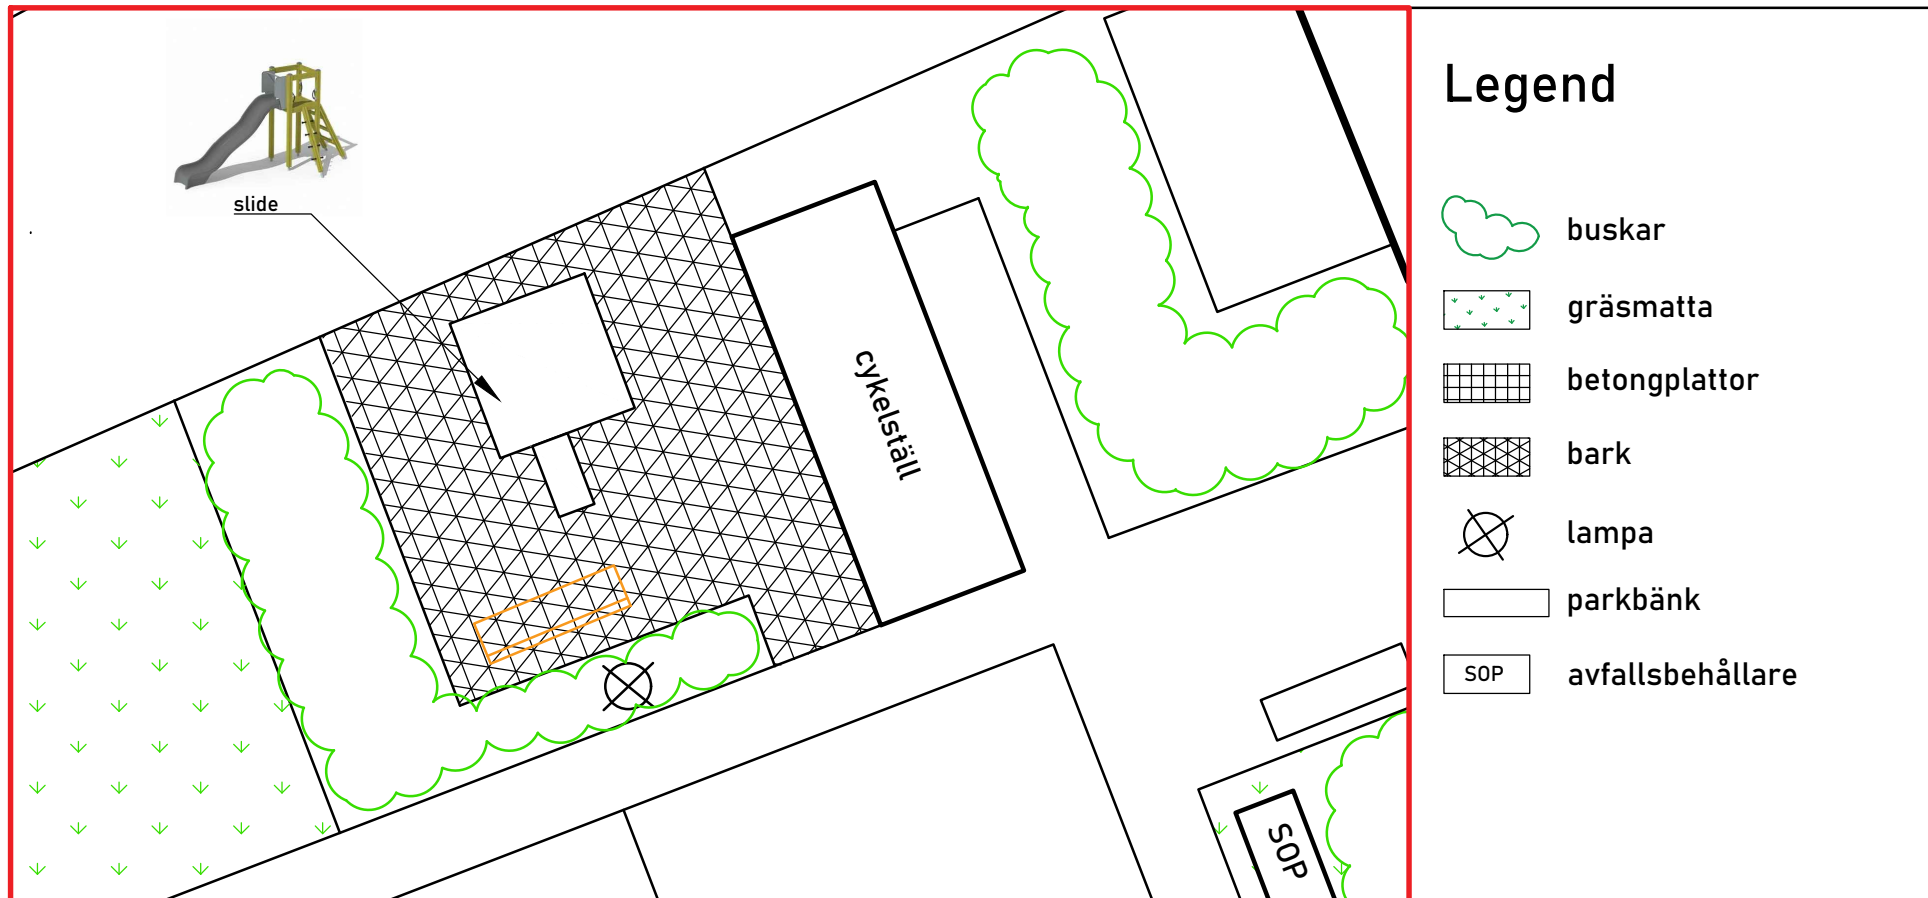 slide
cykelställ
SOP
Legend
buskar
gräsmatta
betongplattor
bark
lampa
parkbänk
SOP
avfallsbehållare